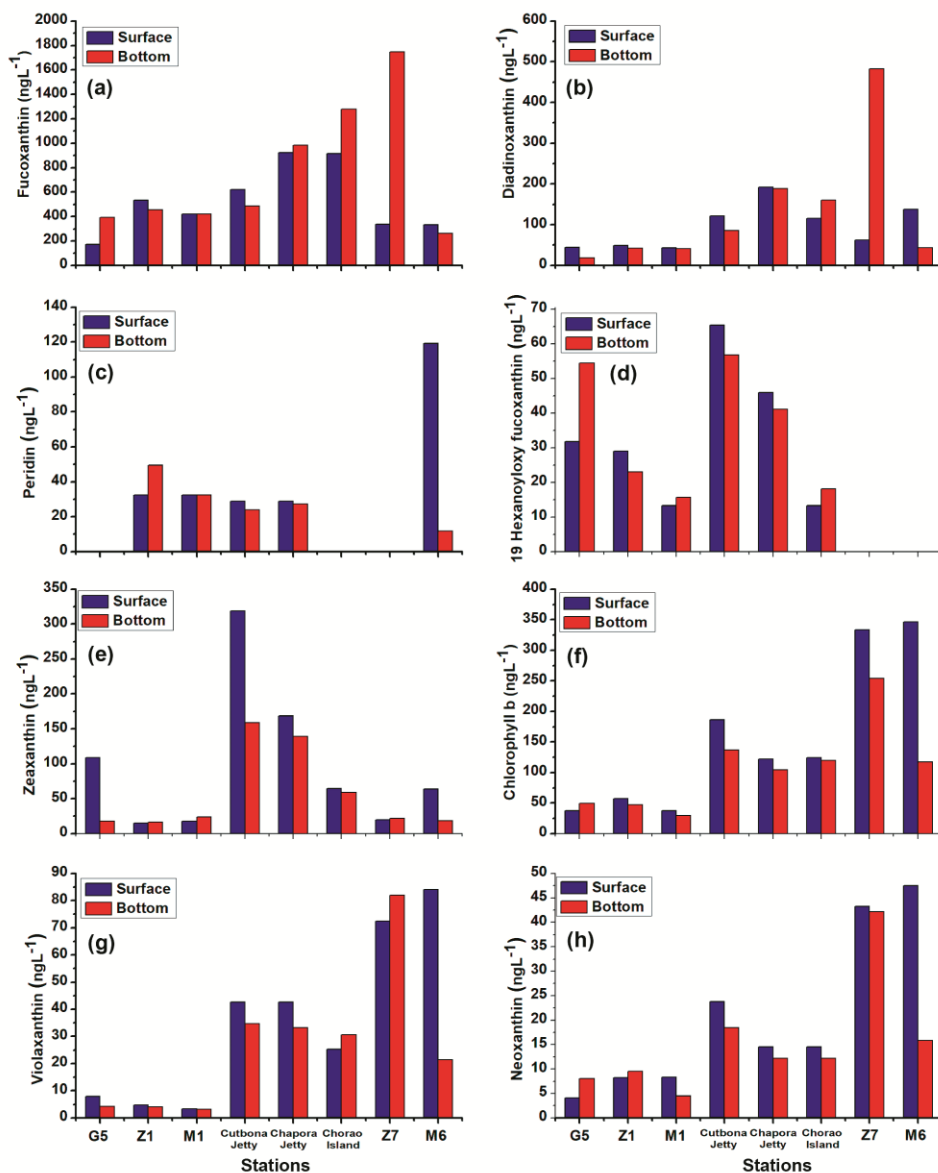 (a)
Surface
Bottom
Fucoxanthin (ngL-1)
2000
1800
1600
1400
1200
1000
800
600
400
200
0
(b)
Surface
Bottom
Diadinoxanthin (ngL-1)
600
500
400
300
200
100
0
(c)
Surface
Bottom
Peridin (ngL-1)
140
120
100
80
60
40
20
0
(d)
Surface
Bottom
19 Hexanoyloxy fucoxanthin (ngL-1)
70
60
50
40
30
20
10
0
(e)
Surface
Bottom
Zeaxanthin (ngL-1)
350
300
250
200
150
100
50
0
(f)
Surface
Bottom
Chlorophyll b (ngL-1)
400
350
300
250
200
150
100
50
0
(g)
Surface
Bottom
Violaxanthin (ngL-1)
90
80
70
60
50
40
30
20
10
0
G5 Z1 M1 Cutbona Jetty Chapora Jetty Chorao Island Z7 M6
Stations
(h)
Surface
Bottom
Neoxanthin (ngL-1)
50
45
40
35
30
25
20
15
10
5
0
G5 Z1 M1 Cutbona Jetty Chapora Jetty Chorao Island Z7 M6
Stations